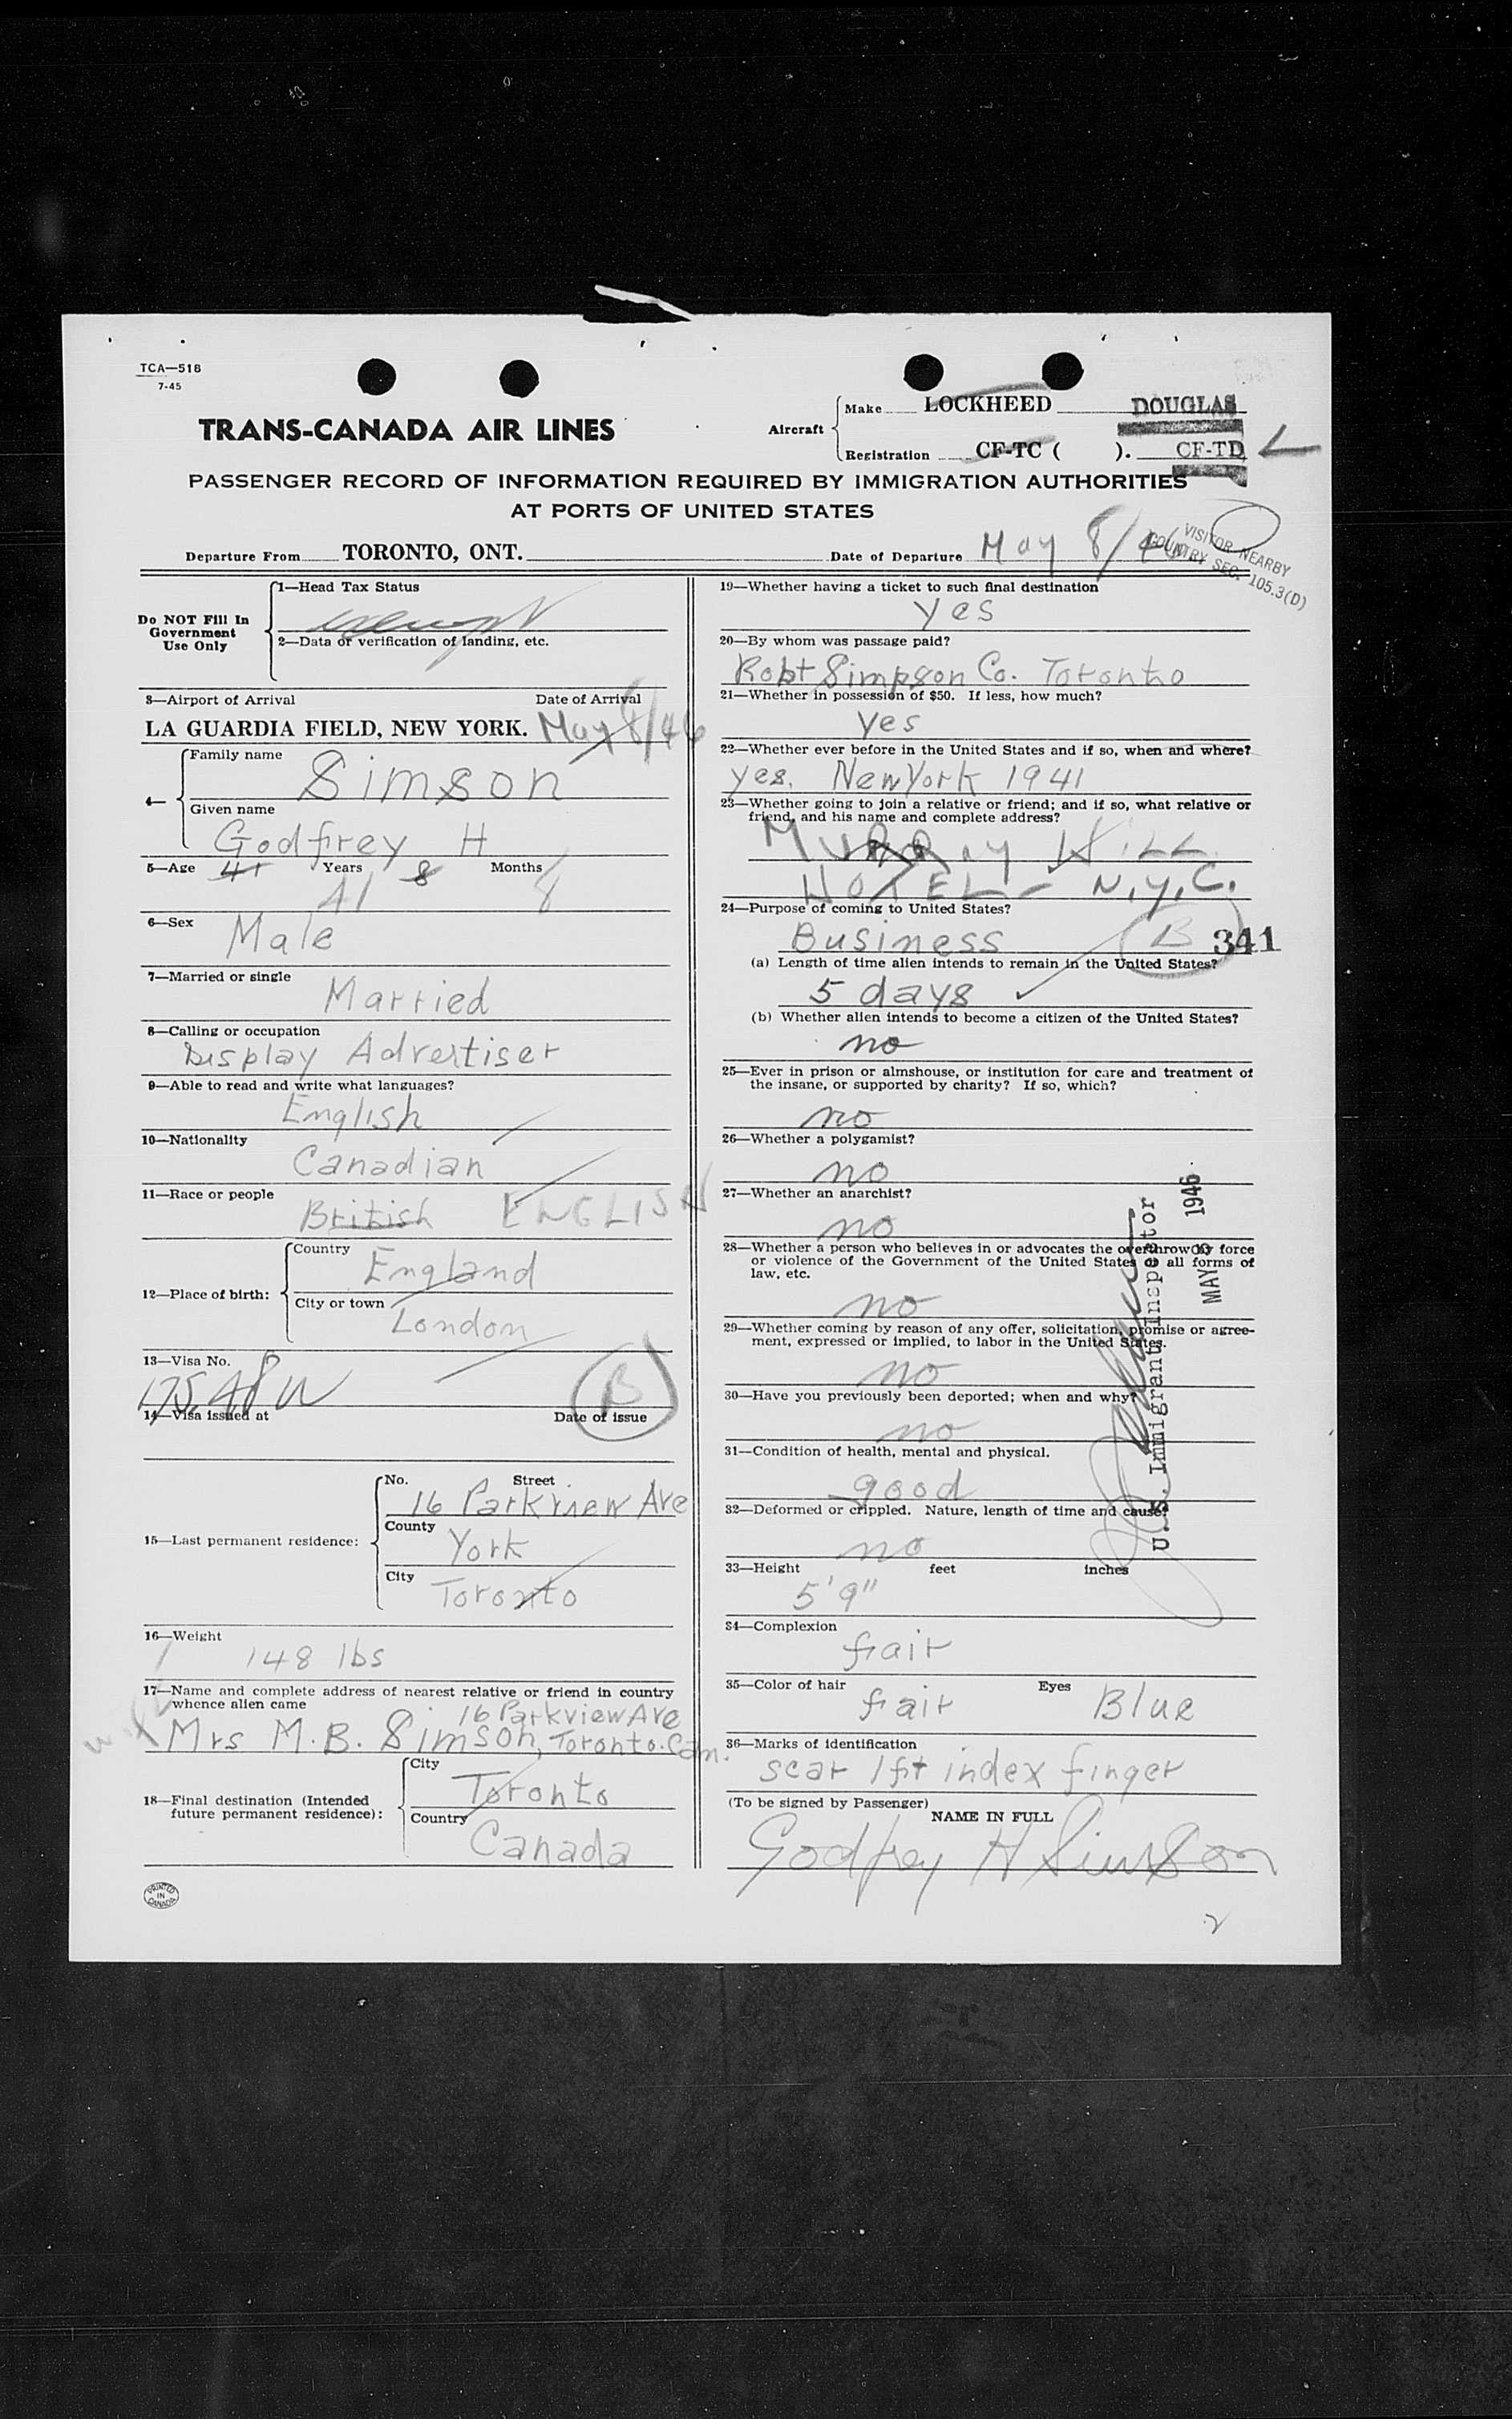 TCA—518
7-45
TRANS-CANADA AIR LINES
Aircraft
Make LOCKHEED DOUGLAS
Registration CF-TC ( ). CF-TD
PASSENGER RECORD OF INFORMATION REQUIRED BY IMMIGRATION AUTHORITIES
AT PORTS OF UNITED STATES
VISITOR NEARBY
COUNTRY SEC. 105.3(D)
Departure From TORONTO, ONT. Date of Departure May 8/
Do NOT Fill In
Government
Use Only
1—Head Tax Status
2—Data or verification of landing, etc.
3—Airport of Arrival Date of Arrival
LA GUARDIA FIELD, NEW YORK. May 8/46
4—
Family name
Simson
Given name
Godfrey H
5—Age 41 Years 8 Months
41 8
6—Sex
Male
7—Married or single
Married
8—Calling or occupation
Display Advertiser
9—Able to read and write what languages?
English
10—Nationality
Canadian
11—Race or people
British ENGLISH
12—Place of birth:
Country
England
City or town
London
13—Visa No.
14—Visa issued at Date of issue
B
15—Last permanent residence:
No. Street
16 Parkview Ave
County
York
City
Toronto
16—Weight
148 lbs
17—Name and complete address of nearest relative or friend in country
whence alien came
16 Parkview Ave
Mrs M.B. Simson, Toronto. Can.
18—Final destination (Intended
future permanent residence):
City
Toronto
Country
Canada
PRINTED
IN
CANADA
19—Whether having a ticket to such final destination
yes
20—By whom was passage paid?
Robt Simpson Co. Toronto
21—Whether in possession of $50. If less, how much?
yes
22—Whether ever before in the United States and if so, when and where?
yes. New York 1941
23—Whether going to join a relative or friend; and if so, what relative or
friend, and his name and complete address?
MURRAY HILL
HOTEL — N.Y.C.
24—Purpose of coming to United States?
Business B 341
(a) Length of time alien intends to remain in the United States?
5 days
(b) Whether alien intends to become a citizen of the United States?
no
25—Ever in prison or almshouse, or institution for care and treatment of
the insane, or supported by charity? If so, which?
no
26—Whether a polygamist?
no
27—Whether an anarchist?
no
28—Whether a person who believes in or advocates the overthrow by force
or violence of the Government of the United States or all forms of
law, etc.
no
29—Whether coming by reason of any offer, solicitation, promise or agree-
ment, expressed or implied, to labor in the United States.
no
30—Have you previously been deported; when and why?
no
31—Condition of health, mental and physical.
good
32—Deformed or crippled. Nature, length of time and cause?
no
33—Height feet inches
5'9"
34—Complexion
fair
35—Color of hair Eyes
fair Blue
36—Marks of identification
scar lft index finger
(To be signed by Passenger)
NAME IN FULL
Godfrey H Simson
U.S. Immigrant Inspector
MAY 8 1946
2